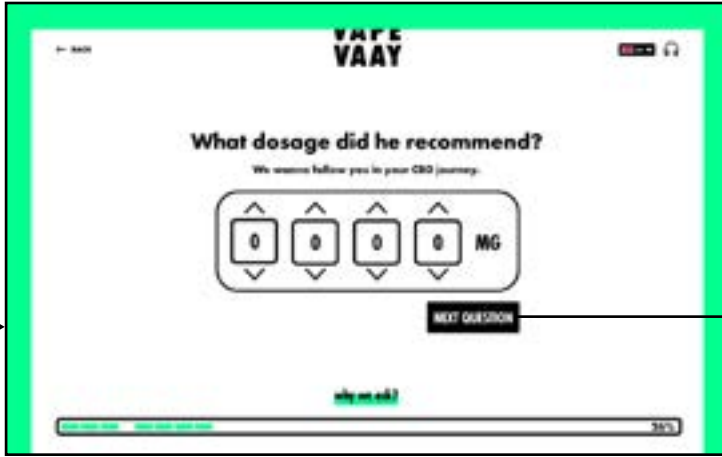 ← BACK
VAPE
VAAY
What dosage did he recommend?
We wanna follow you in your CBD journey.
0 0 0 0 MG
NEXT QUESTION
why we ask?
26%